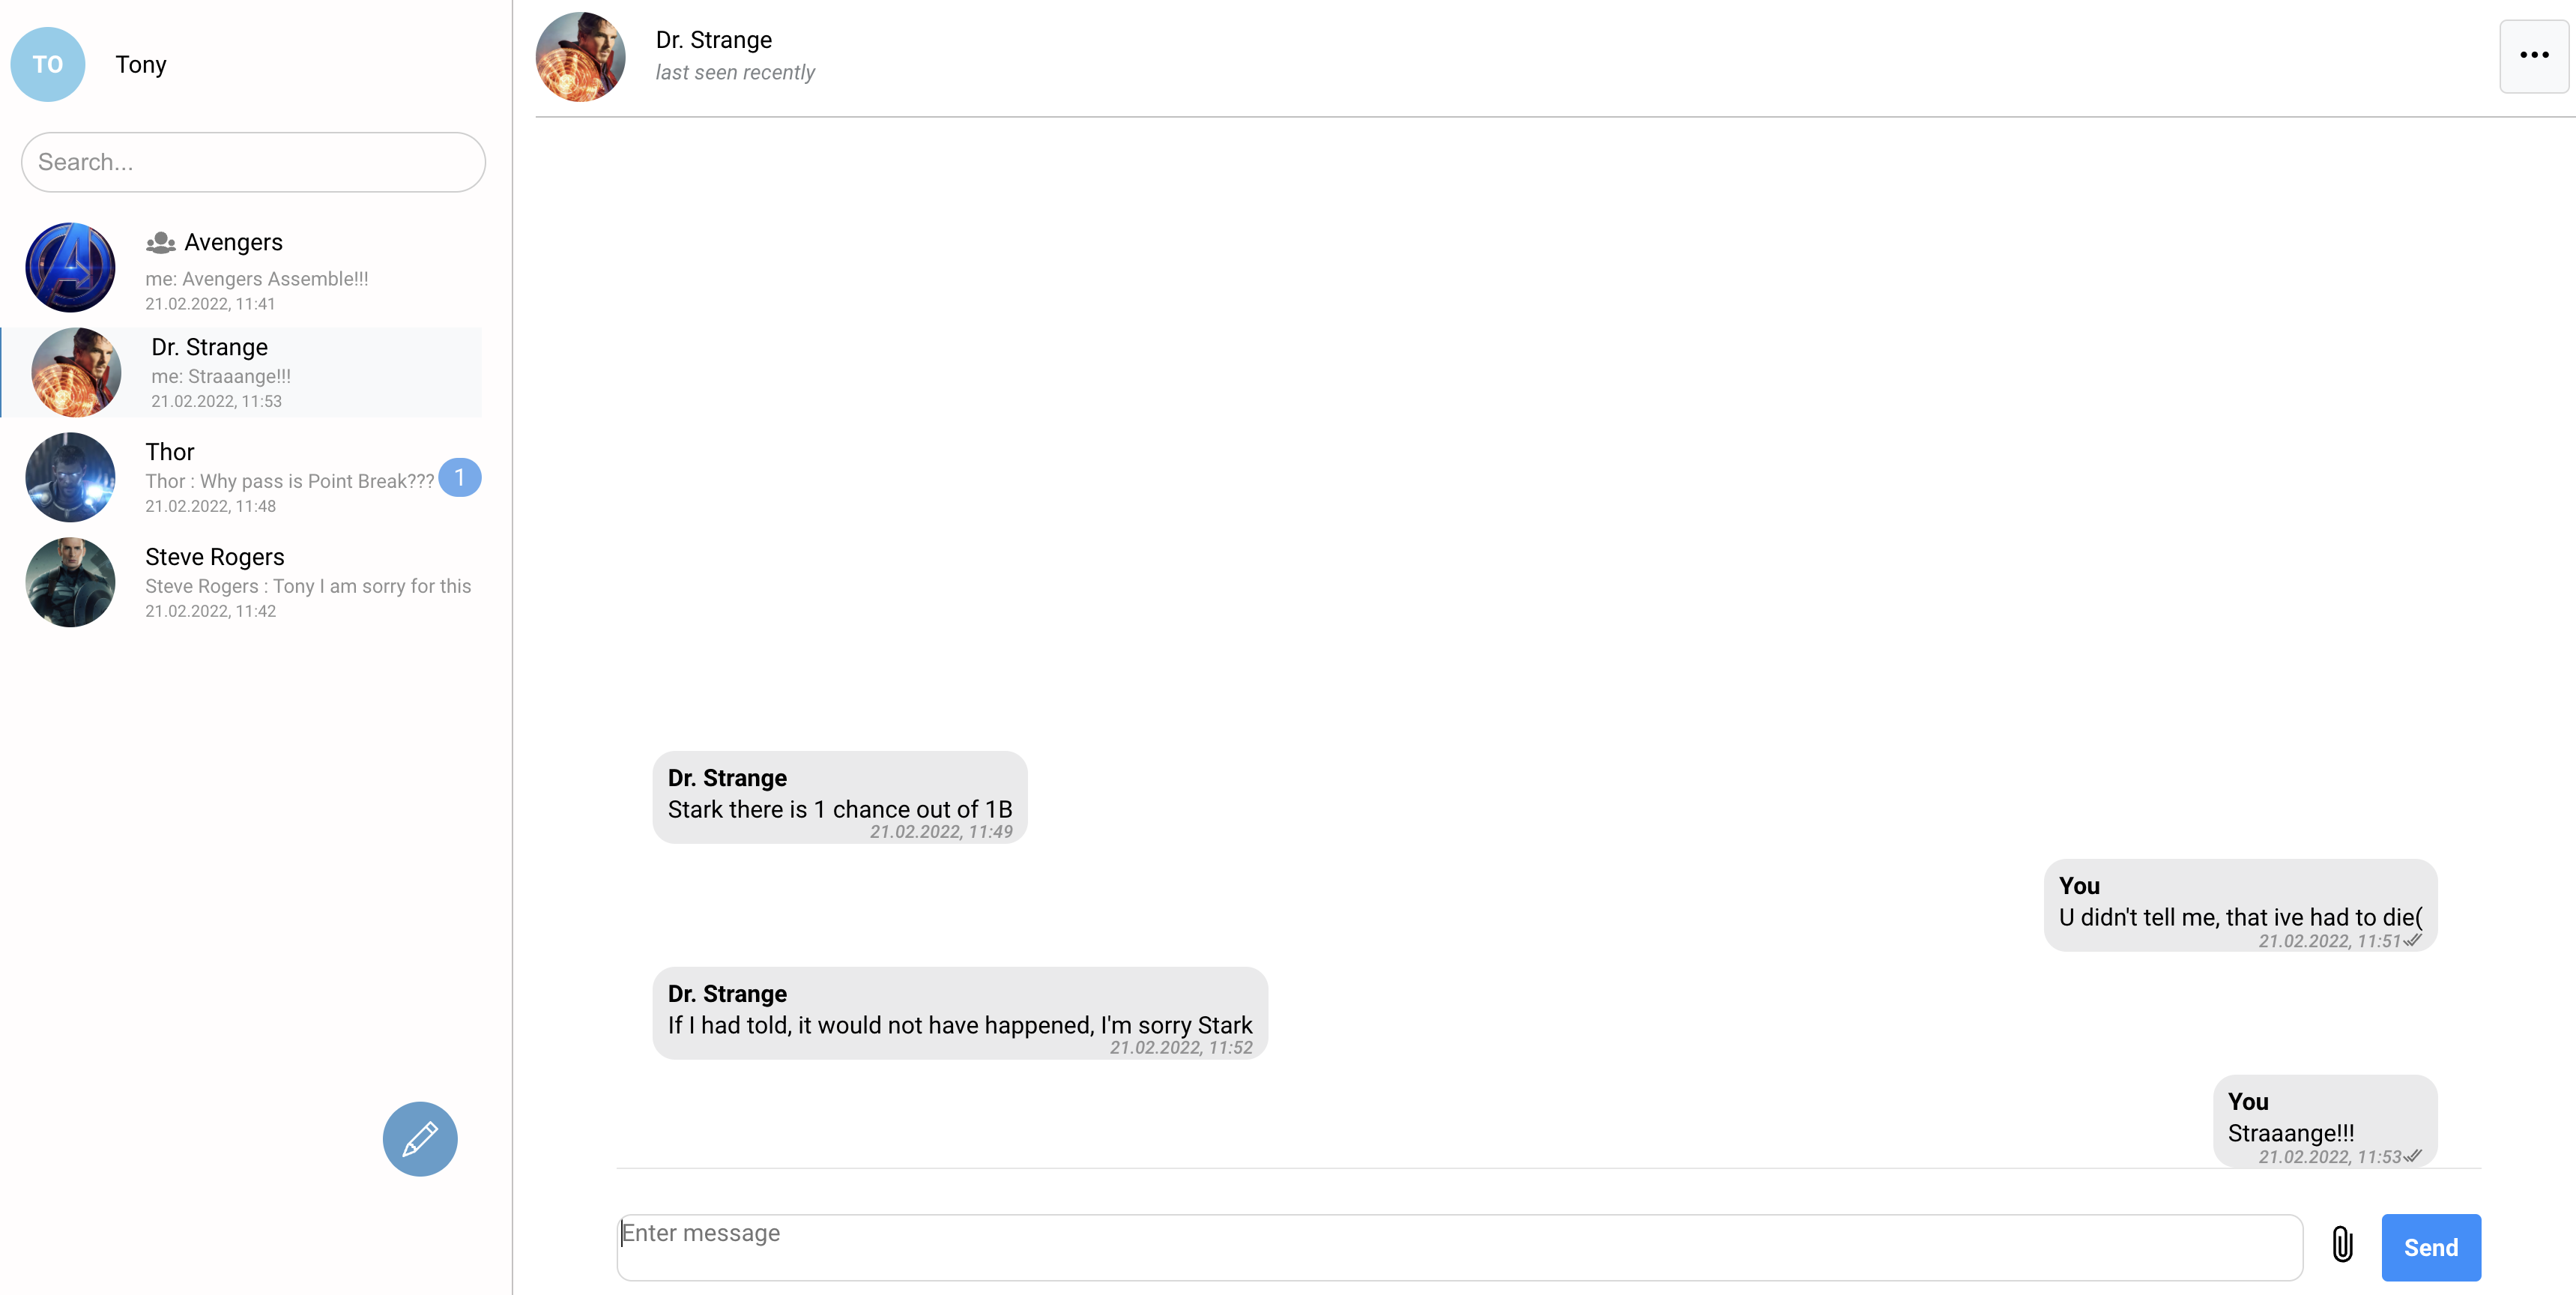 TO
Tony
Search...
Avengers
me: Avengers Assemble!!!
21.02.2022, 11:41
Dr. Strange
me: Straaange!!!
21.02.2022, 11:53
Thor
Thor : Why pass is Point Break???
1
21.02.2022, 11:48
Steve Rogers
Steve Rogers : Tony I am sorry for this
21.02.2022, 11:42
Dr. Strange
last seen recently
Dr. Strange
Stark there is 1 chance out of 1B
21.02.2022, 11:49
You
U didn't tell me, that ive had to die(
21.02.2022, 11:51
Dr. Strange
If I had told, it would not have happened, I'm sorry Stark
21.02.2022, 11:52
You
Straaange!!!
21.02.2022, 11:53
Enter message
Send